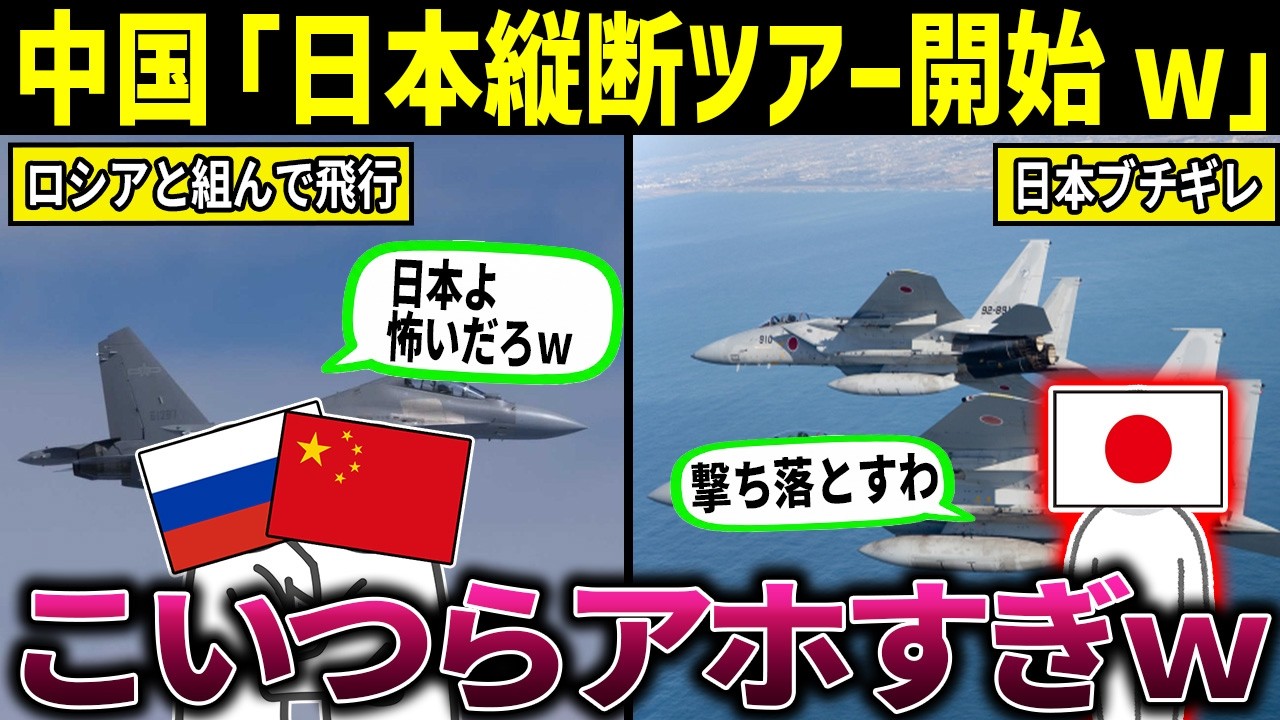 中国「日本縦断ツアー開始w」
ロシアと組んで飛行
日本ブチギレ
日本よ
怖いだろw
910
撃ち落とすわ
こいつらアホすぎw